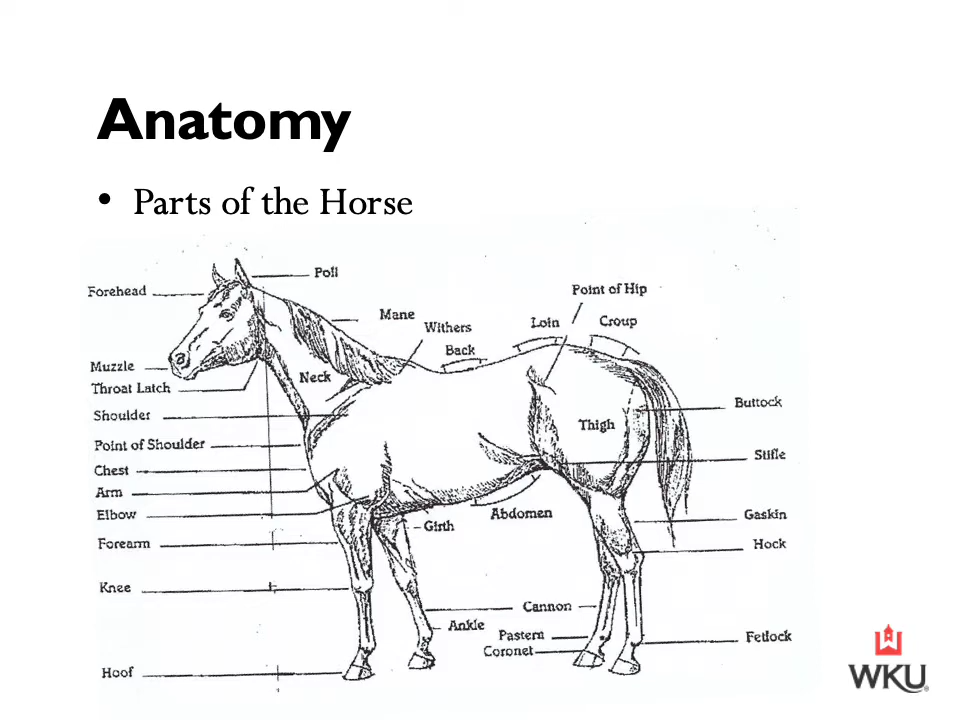 Anatomy
• Parts of the Horse
Poll
Forehead
Point of Hip
Mane
Withers
Loin
Croup
Back
Muzzle
Neck
Throat Latch
Shoulder
Buttock
Thigh
Point of Shoulder
Stifle
Chest
Arm
Elbow
Abdomen
Gaskin
Girth
Forearm
Hock
Knee
Cannon
Ankle
Pastern
Fetlock
Coronet
Hoof
WKU®